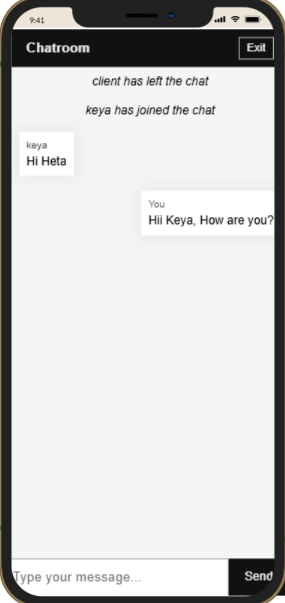 9:41
Chatroom
Exit
client has left the chat
keya has joined the chat
keya
Hi Heta
You
Hii Keya, How are you?
Type your message...
Send